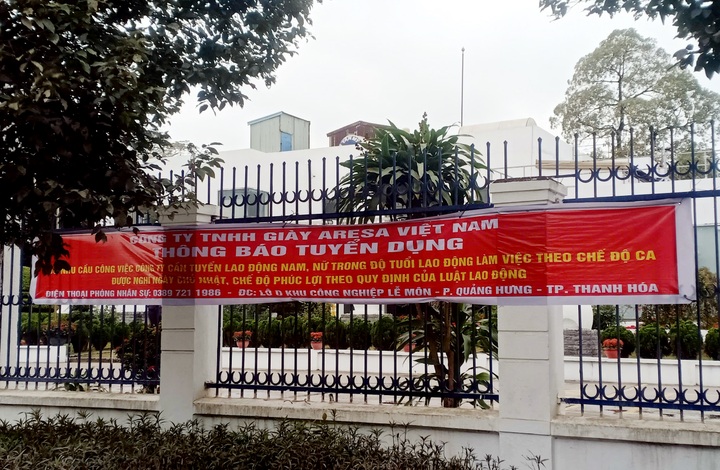 CÔNG TY TNHH GIÀY ARESA VIỆT NAM
THÔNG BÁO TUYỂN DỤNG
NHU CẦU CÔNG VIỆC CÔNG TY CẦN TUYỂN LAO ĐỘNG NAM, NỮ TRONG ĐỘ TUỔI LAO ĐỘNG LÀM VIỆC THEO CHẾ ĐỘ CA
ĐƯỢC NGHỈ NGÀY CHỦ NHẬT, CHẾ ĐỘ PHÚC LỢI THEO QUY ĐỊNH CỦA LUẬT LAO ĐỘNG
ĐIỆN THOẠI PHÒNG NHÂN SỰ: 0389 721 1986 - ĐC: LÔ D KHU CÔNG NGHIỆP LỄ MÔN - P. QUẢNG HƯNG - TP. THANH HÓA